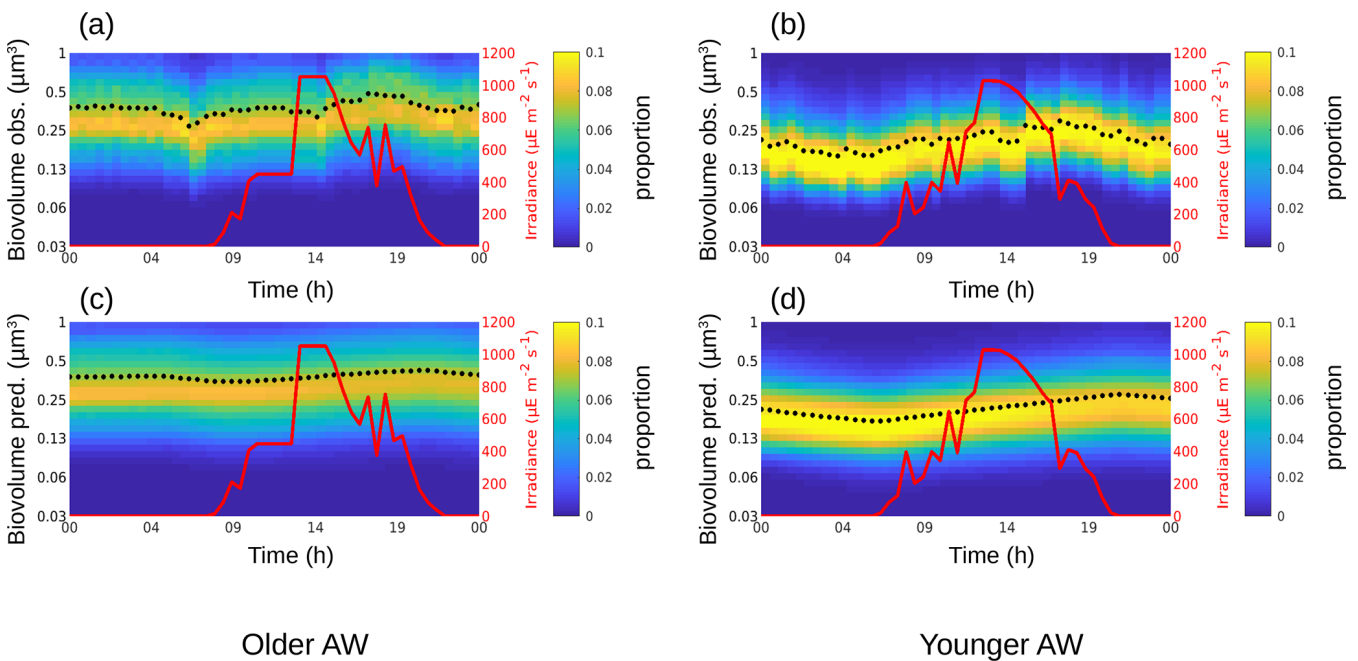 (a)
(b)
Biovolume obs. (µm³)
1
0.5
0.25
0.13
0.06
0.03
00 04 09 14 19 00
Time (h)
1200
1000
800
600
400
200
0
Irradiance (µE m⁻² s⁻¹)
0.1
0.08
0.06
0.04
0.02
0
proportion
Biovolume obs. (µm³)
1
0.5
0.25
0.13
0.06
0.03
00 04 09 14 19 00
Time (h)
1200
1000
800
600
400
200
0
Irradiance (µE m⁻² s⁻¹)
0.1
0.08
0.06
0.04
0.02
0
proportion
(c)
(d)
Biovolume pred. (µm³)
1
0.5
0.25
0.13
0.06
0.03
00 04 09 14 19 00
Time (h)
1200
1000
800
600
400
200
0
Irradiance (µE m⁻² s⁻¹)
0.1
0.08
0.06
0.04
0.02
0
proportion
Biovolume pred. (µm³)
1
0.5
0.25
0.13
0.06
0.03
00 04 09 14 19 00
Time (h)
1200
1000
800
600
400
200
0
Irradiance (µE m⁻² s⁻¹)
0.1
0.08
0.06
0.04
0.02
0
proportion
Older AW
Younger AW